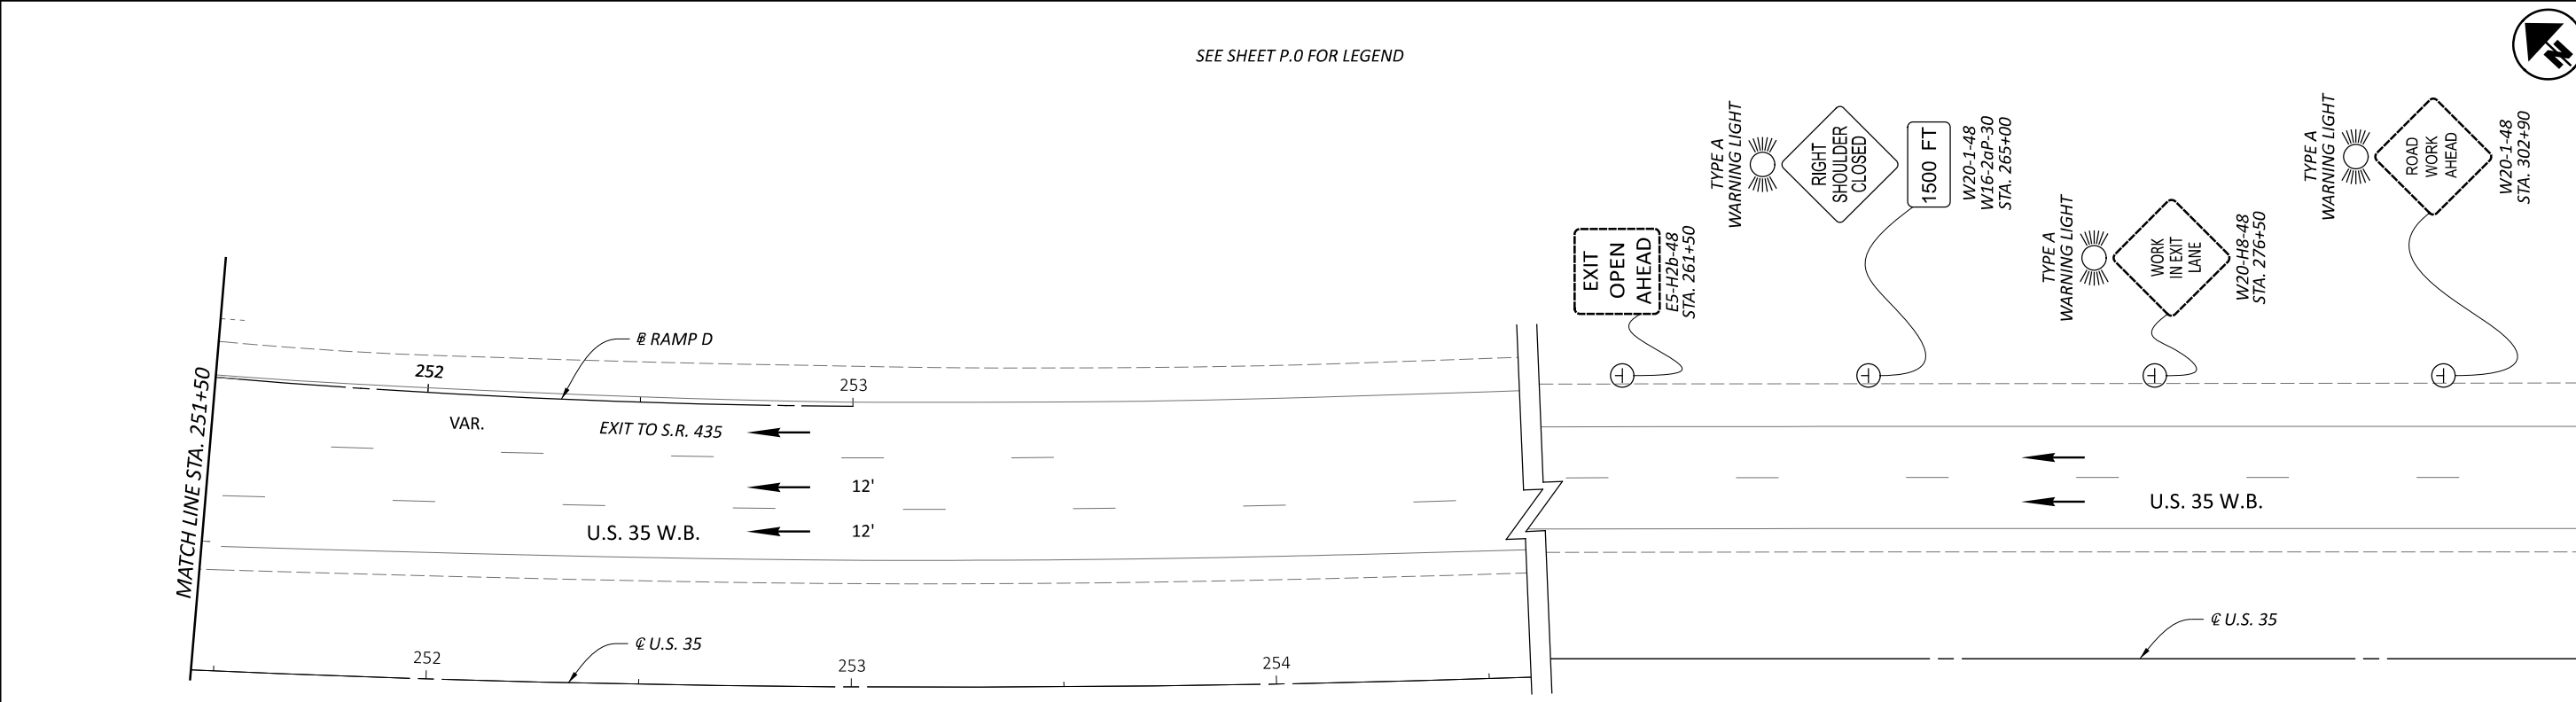 SEE SHEET P.0 FOR LEGEND
N
TYPE A
WARNING LIGHT
RIGHT
SHOULDER
CLOSED
1500 FT
W20-1-48
W16-2aP-30
STA. 265+00
TYPE A
WARNING LIGHT
ROAD
WORK
AHEAD
W20-1-48
STA. 302+90
EXIT
OPEN
AHEAD
E5-H2b-48
STA. 261+50
TYPE A
WARNING LIGHT
WORK
IN EXIT
LANE
W20-H8-48
STA. 276+50
MATCH LINE STA. 251+50
℄ RAMP D
252
253
VAR.
EXIT TO S.R. 435
12'
12'
U.S. 35 W.B.
U.S. 35 W.B.
℄ U.S. 35
℄ U.S. 35
252
253
254